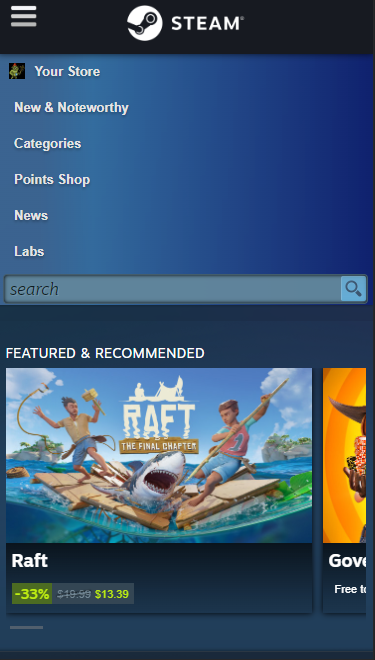 STEAM
Your Store
New & Noteworthy
Categories
Points Shop
News
Labs
search
FEATURED & RECOMMENDED
RAFT
THE FINAL CHAPTER
Raft
Gove
-33% $19.99 $13.39
Free to